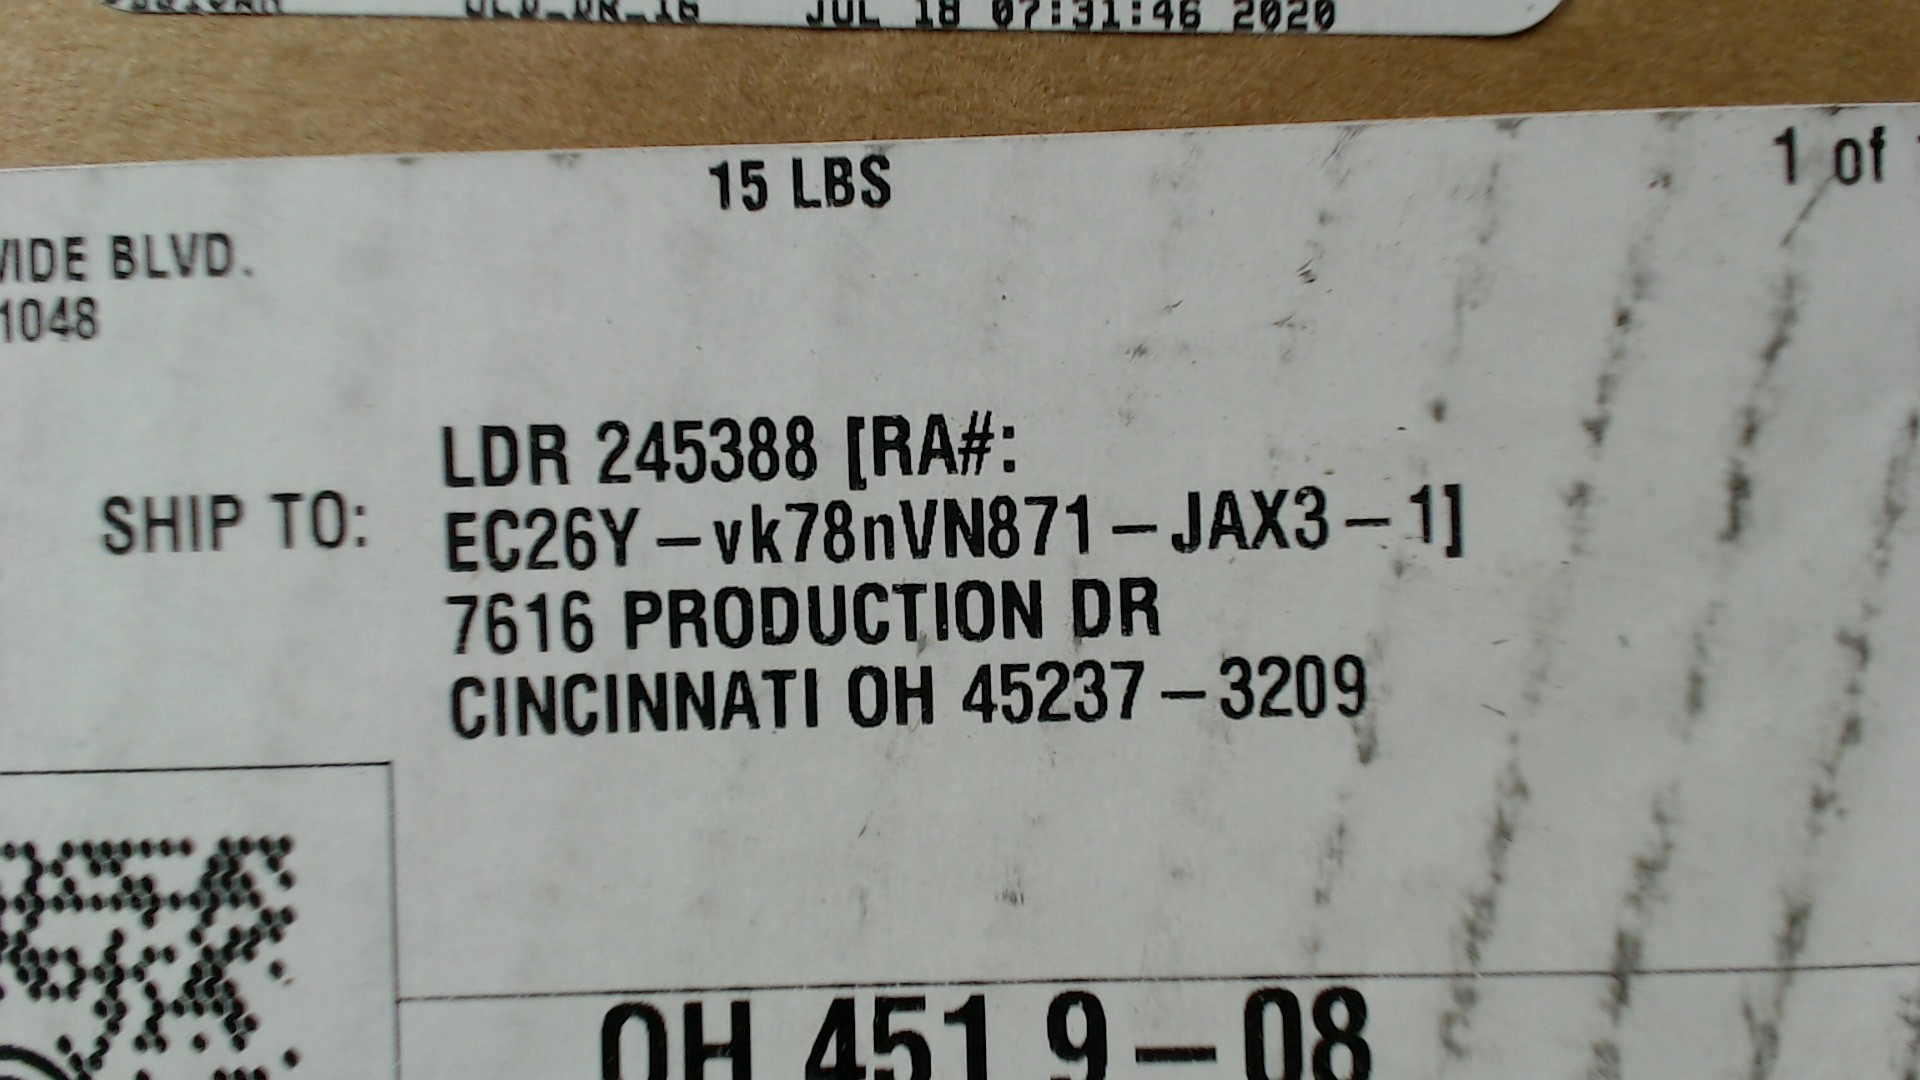 JUL 18 07:31:46 2020
15 LBS
1 of
BLVD.
1048
LDR 245388 [RA#:
SHIP TO: EC26Y-vk78nVN871-JAX3-1]
7616 PRODUCTION DR
CINCINNATI OH 45237-3209
OH 451 9-08